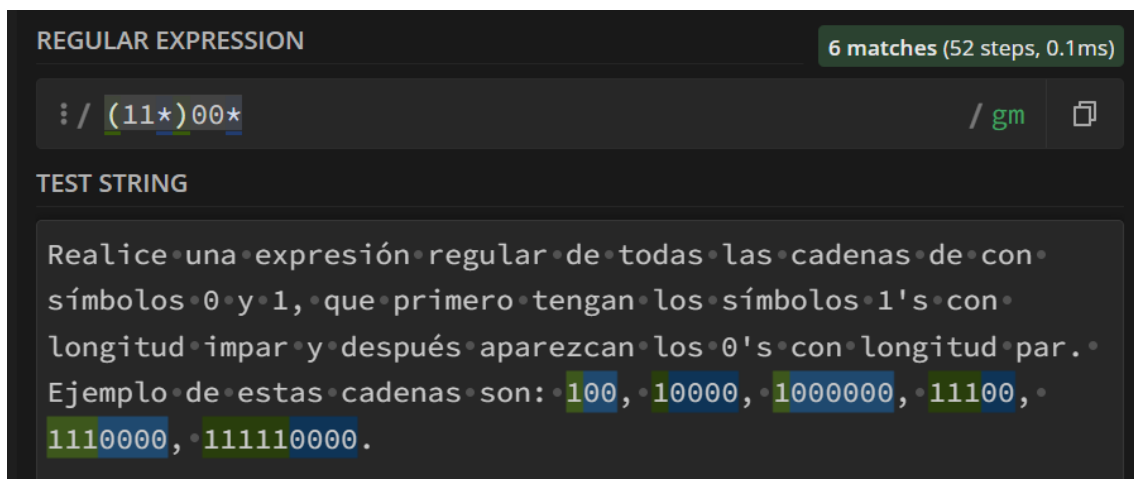 REGULAR EXPRESSION
6 matches (52 steps, 0.1ms)
/ (11*)00* / gm
TEST STRING
Realice una expresión regular de todas las cadenas de con
símbolos 0 y 1, que primero tengan los símbolos 1's con
longitud impar y después aparezcan los 0's con longitud par.
Ejemplo de estas cadenas son: 100, 10000, 1000000, 11100,
1110000, 111110000.